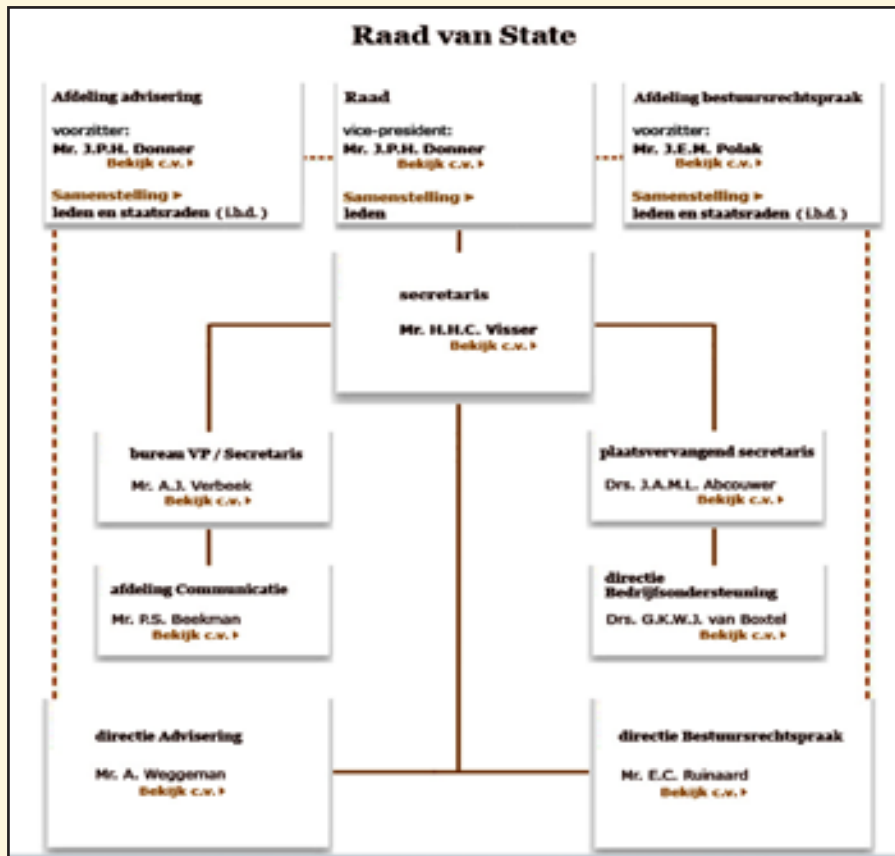 Raad van State
Afdeling advisering
voorzitter:
Mr. J.P.H. Donner
Bekijk c.v.
Samenstelling
leden en staatsraden ( i.b.d. )
Raad
vice-president:
Mr. J.P.H. Donner
Bekijk c.v.
Samenstelling
leden
Afdeling bestuursrechtspraak
voorzitter:
Mr. J.E.M. Polak
Bekijk c.v.
Samenstelling
leden en staatsraden ( i.b.d. )
secretaris
Mr. H.H.C. Visser
Bekijk c.v.
bureau VP / Secretaris
Mr. A.J. Verbeek
Bekijk c.v.
plaatsvervangend secretaris
Drs. J.A.M.L. Abcouwer
Bekijk c.v.
afdeling Communicatie
Mr. P.S. Beekman
Bekijk c.v.
directie
Bedrijfsondersteuning
Drs. G.K.W.J. van Boxtel
Bekijk c.v.
directie Advisering
Mr. A. Weggeman
Bekijk c.v.
directie Bestuursrechtspraak
Mr. E.C. Ruinaard
Bekijk c.v.